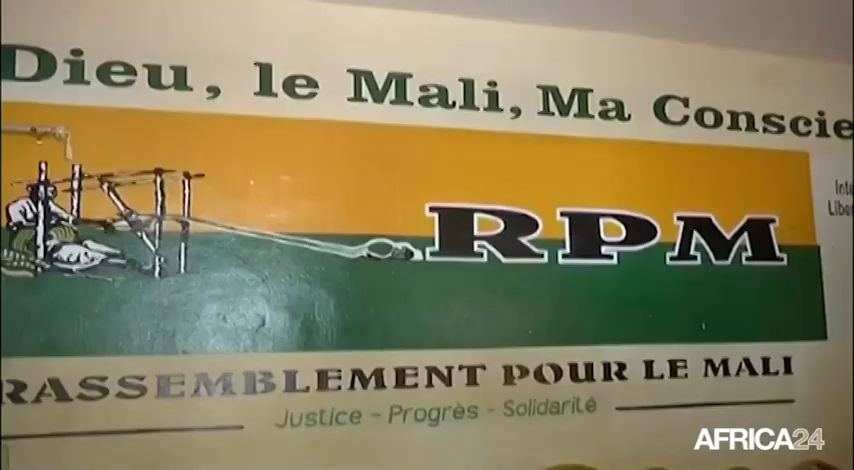 Dieu, le Mali, Ma Conscie
RPM
RASSEMBLEMENT POUR LE MALI
Justice - Progrès - Solidarité
AFRICA24